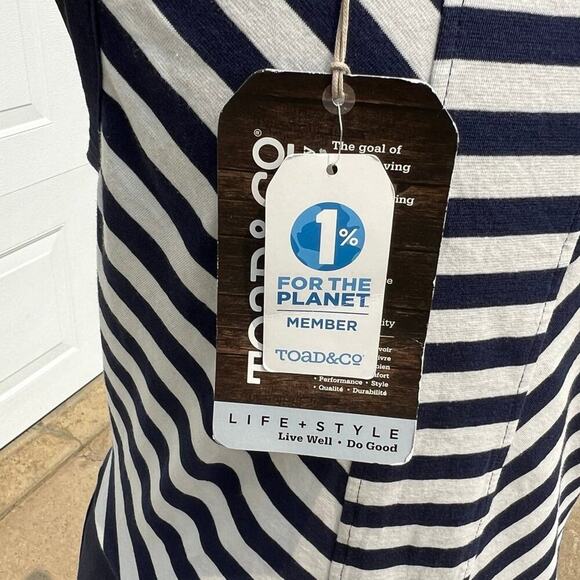 TOAD&CO®
The goal of
1%
FOR THE
PLANET
MEMBER
TOAD&CO
• Performance • Style
• Qualité • Durabilité
LIFE + STYLE
Live Well • Do Good